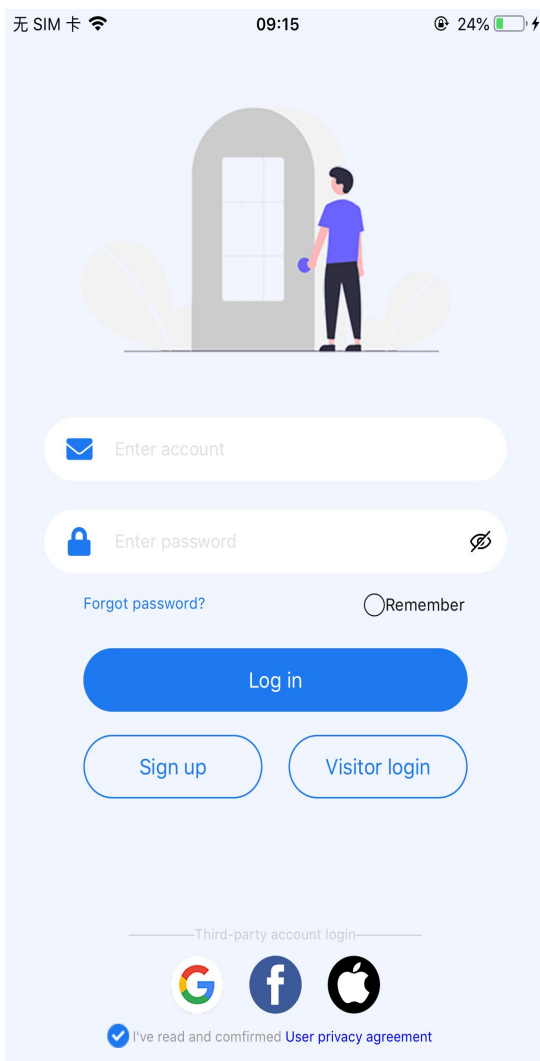 无 SIM 卡 09:15 24%
Enter account
Enter password
Forgot password? Remember
Log in
Sign up Visitor login
Third-party account login
I've read and comfirmed User privacy agreement